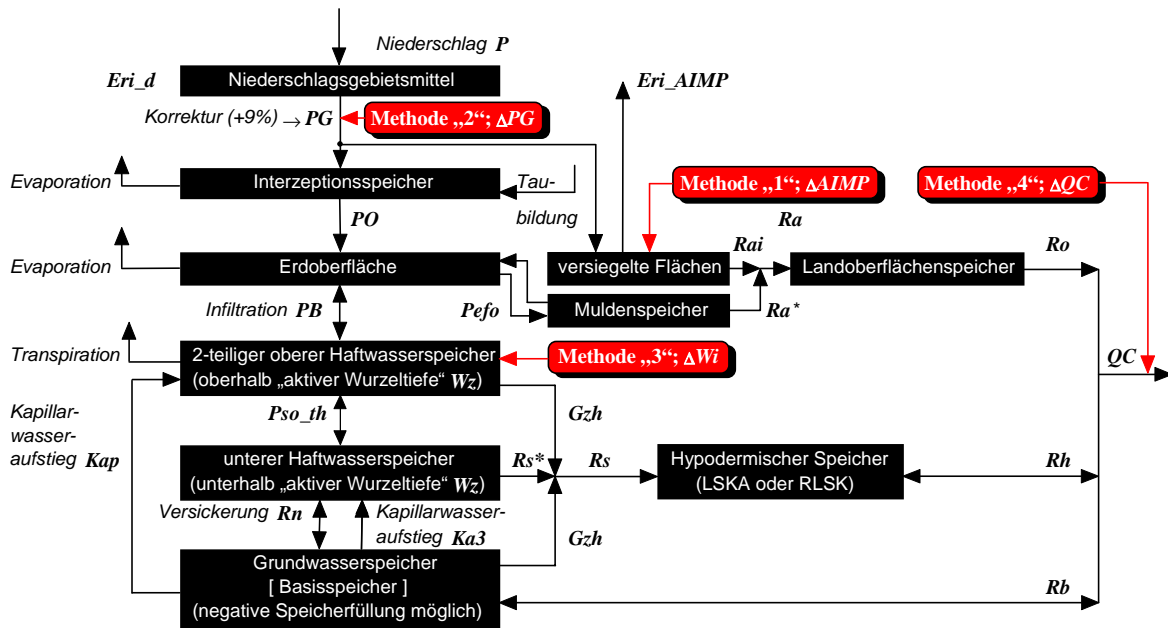 Niederschlag P
Eri_d
Niederschlagsgebietsmittel
Eri_AIMP
Korrektur (+9%) → PG
Methode „2“; ΔPG
Evaporation
Interzeptionsspeicher
Tau-
bildung
Methode „1“; ΔAIMP
Methode „4“; ΔQC
PO
Ra
Rai
Ro
Evaporation
Erdoberfläche
versiegelte Flächen
Landoberflächenspeicher
Infiltration PB
Pefo
Muldenspeicher
Ra*
Transpiration
2-teiliger oberer Haftwasserspeicher
(oberhalb „aktiver Wurzeltiefe“ Wz)
Methode „3“; ΔWi
QC
Kapillar-
wasser-
aufstieg Kap
Pso_th
Gzh
unterer Haftwasserspeicher
(unterhalb „aktiver Wurzeltiefe“ Wz)
Rs*
Rs
Hypodermischer Speicher
(LSKA oder RLSK)
Rh
Versickerung Rn
Kapillarwasser-
aufstieg Ka3
Gzh
Grundwasserspeicher
[ Basisspeicher ]
(negative Speicherfüllung möglich)
Rb